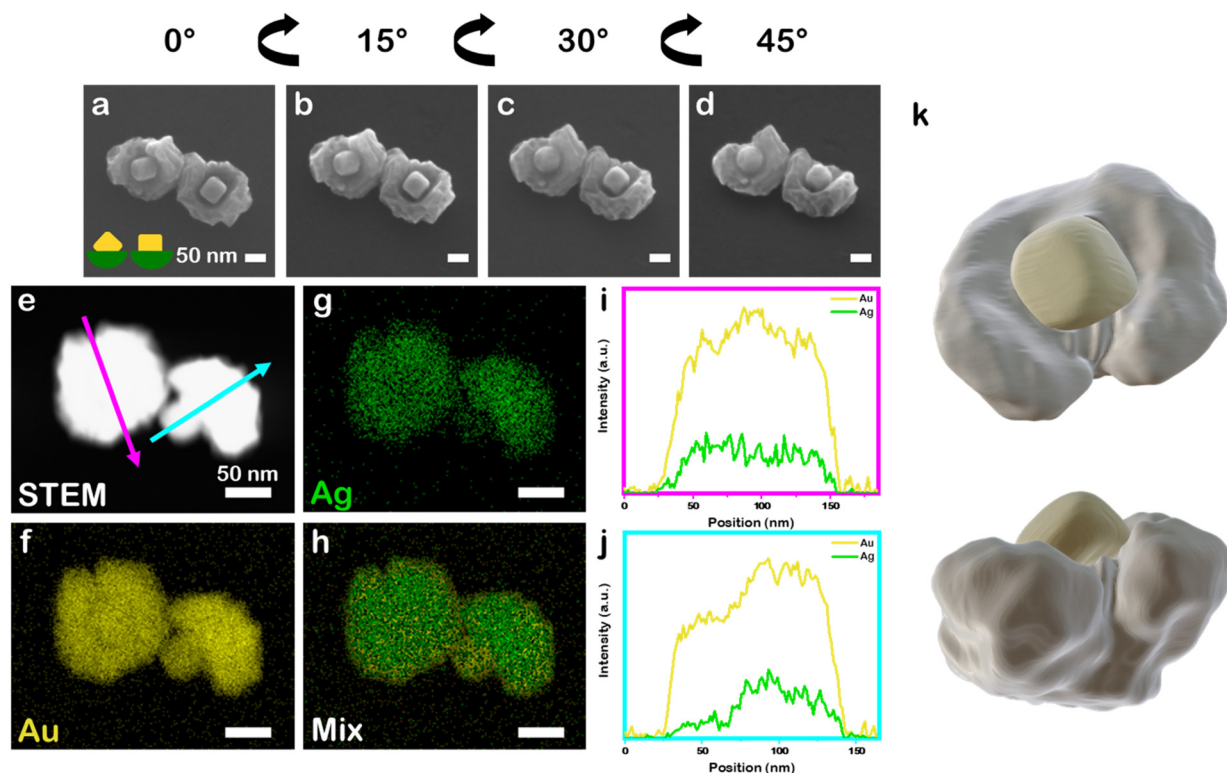 0° 15° 30° 45°
a b c d k
50 nm
e g i
Au
Ag
Intensity (a.u.)
50 nm
STEM Ag
0 50 100 150
Position (nm)
f h j
Au
Ag
Intensity (a.u.)
Au Mix
0 50 100 150
Position (nm)